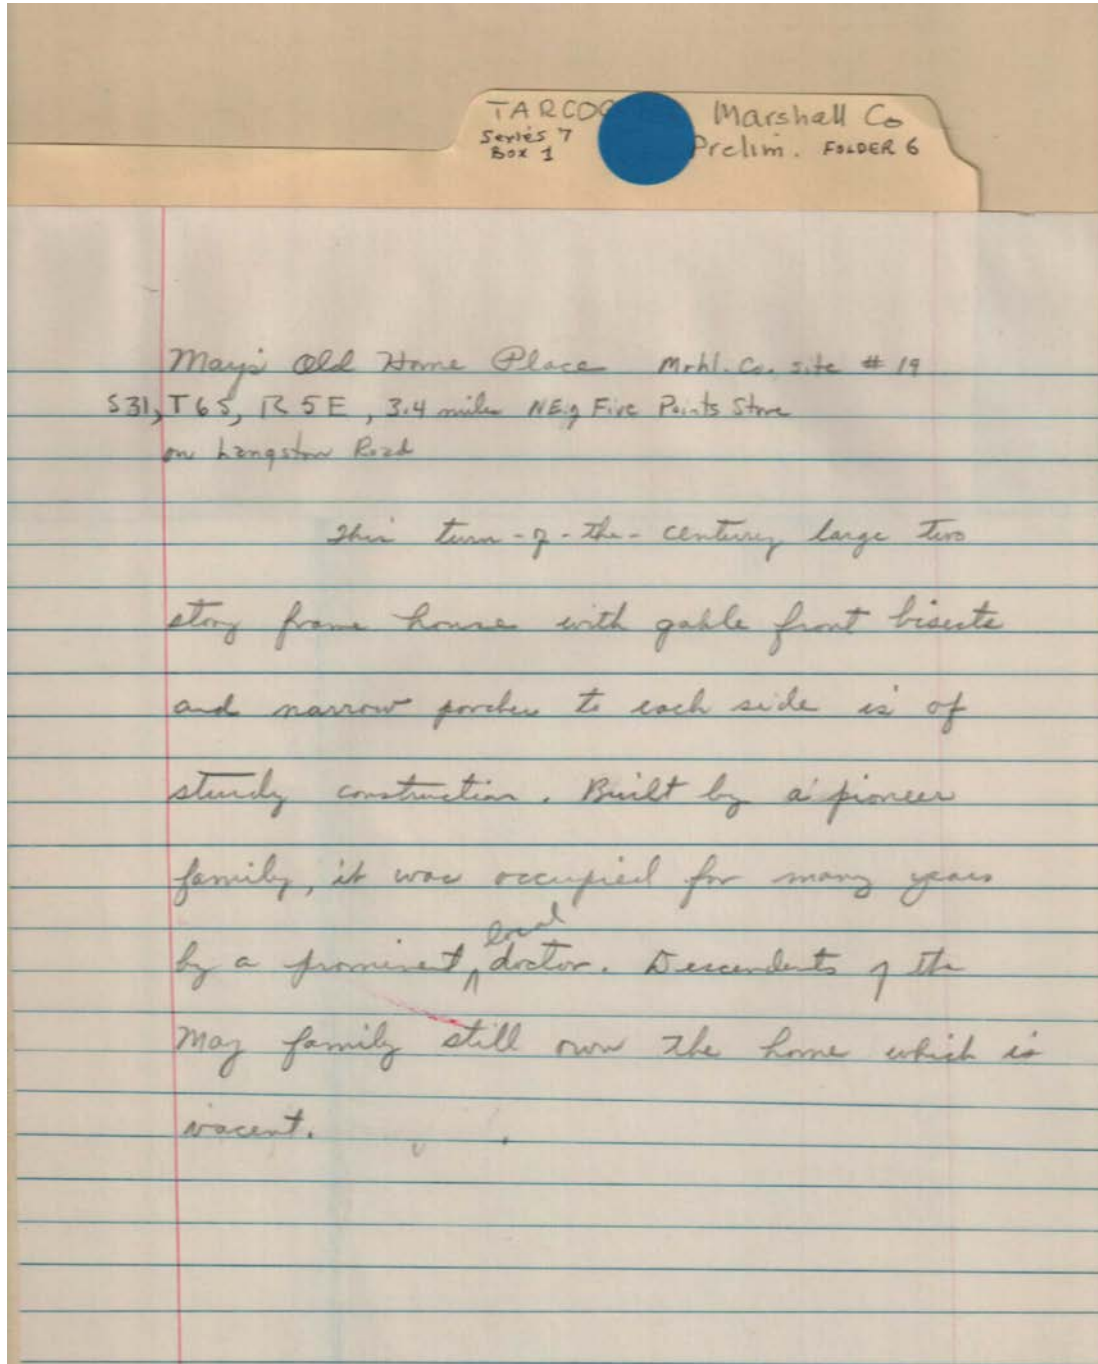 TARCOG Marshall Co
Series 7 Prelim. FOLDER 6
Box 1
May's Old Home Place Mrhl. Co. site # 19
S31, T6S, R5E, 3.4 miles NE of Five Points Store
on Langston Road
This turn-of-the-century large two
story frame house with gable front bisects
and narrow porches to each side is of
sturdy construction. Built by a pioneer
family, it was occupied for many years
local
by a prominent, doctor. Descendents of the
May family still own the home which is
vacent.